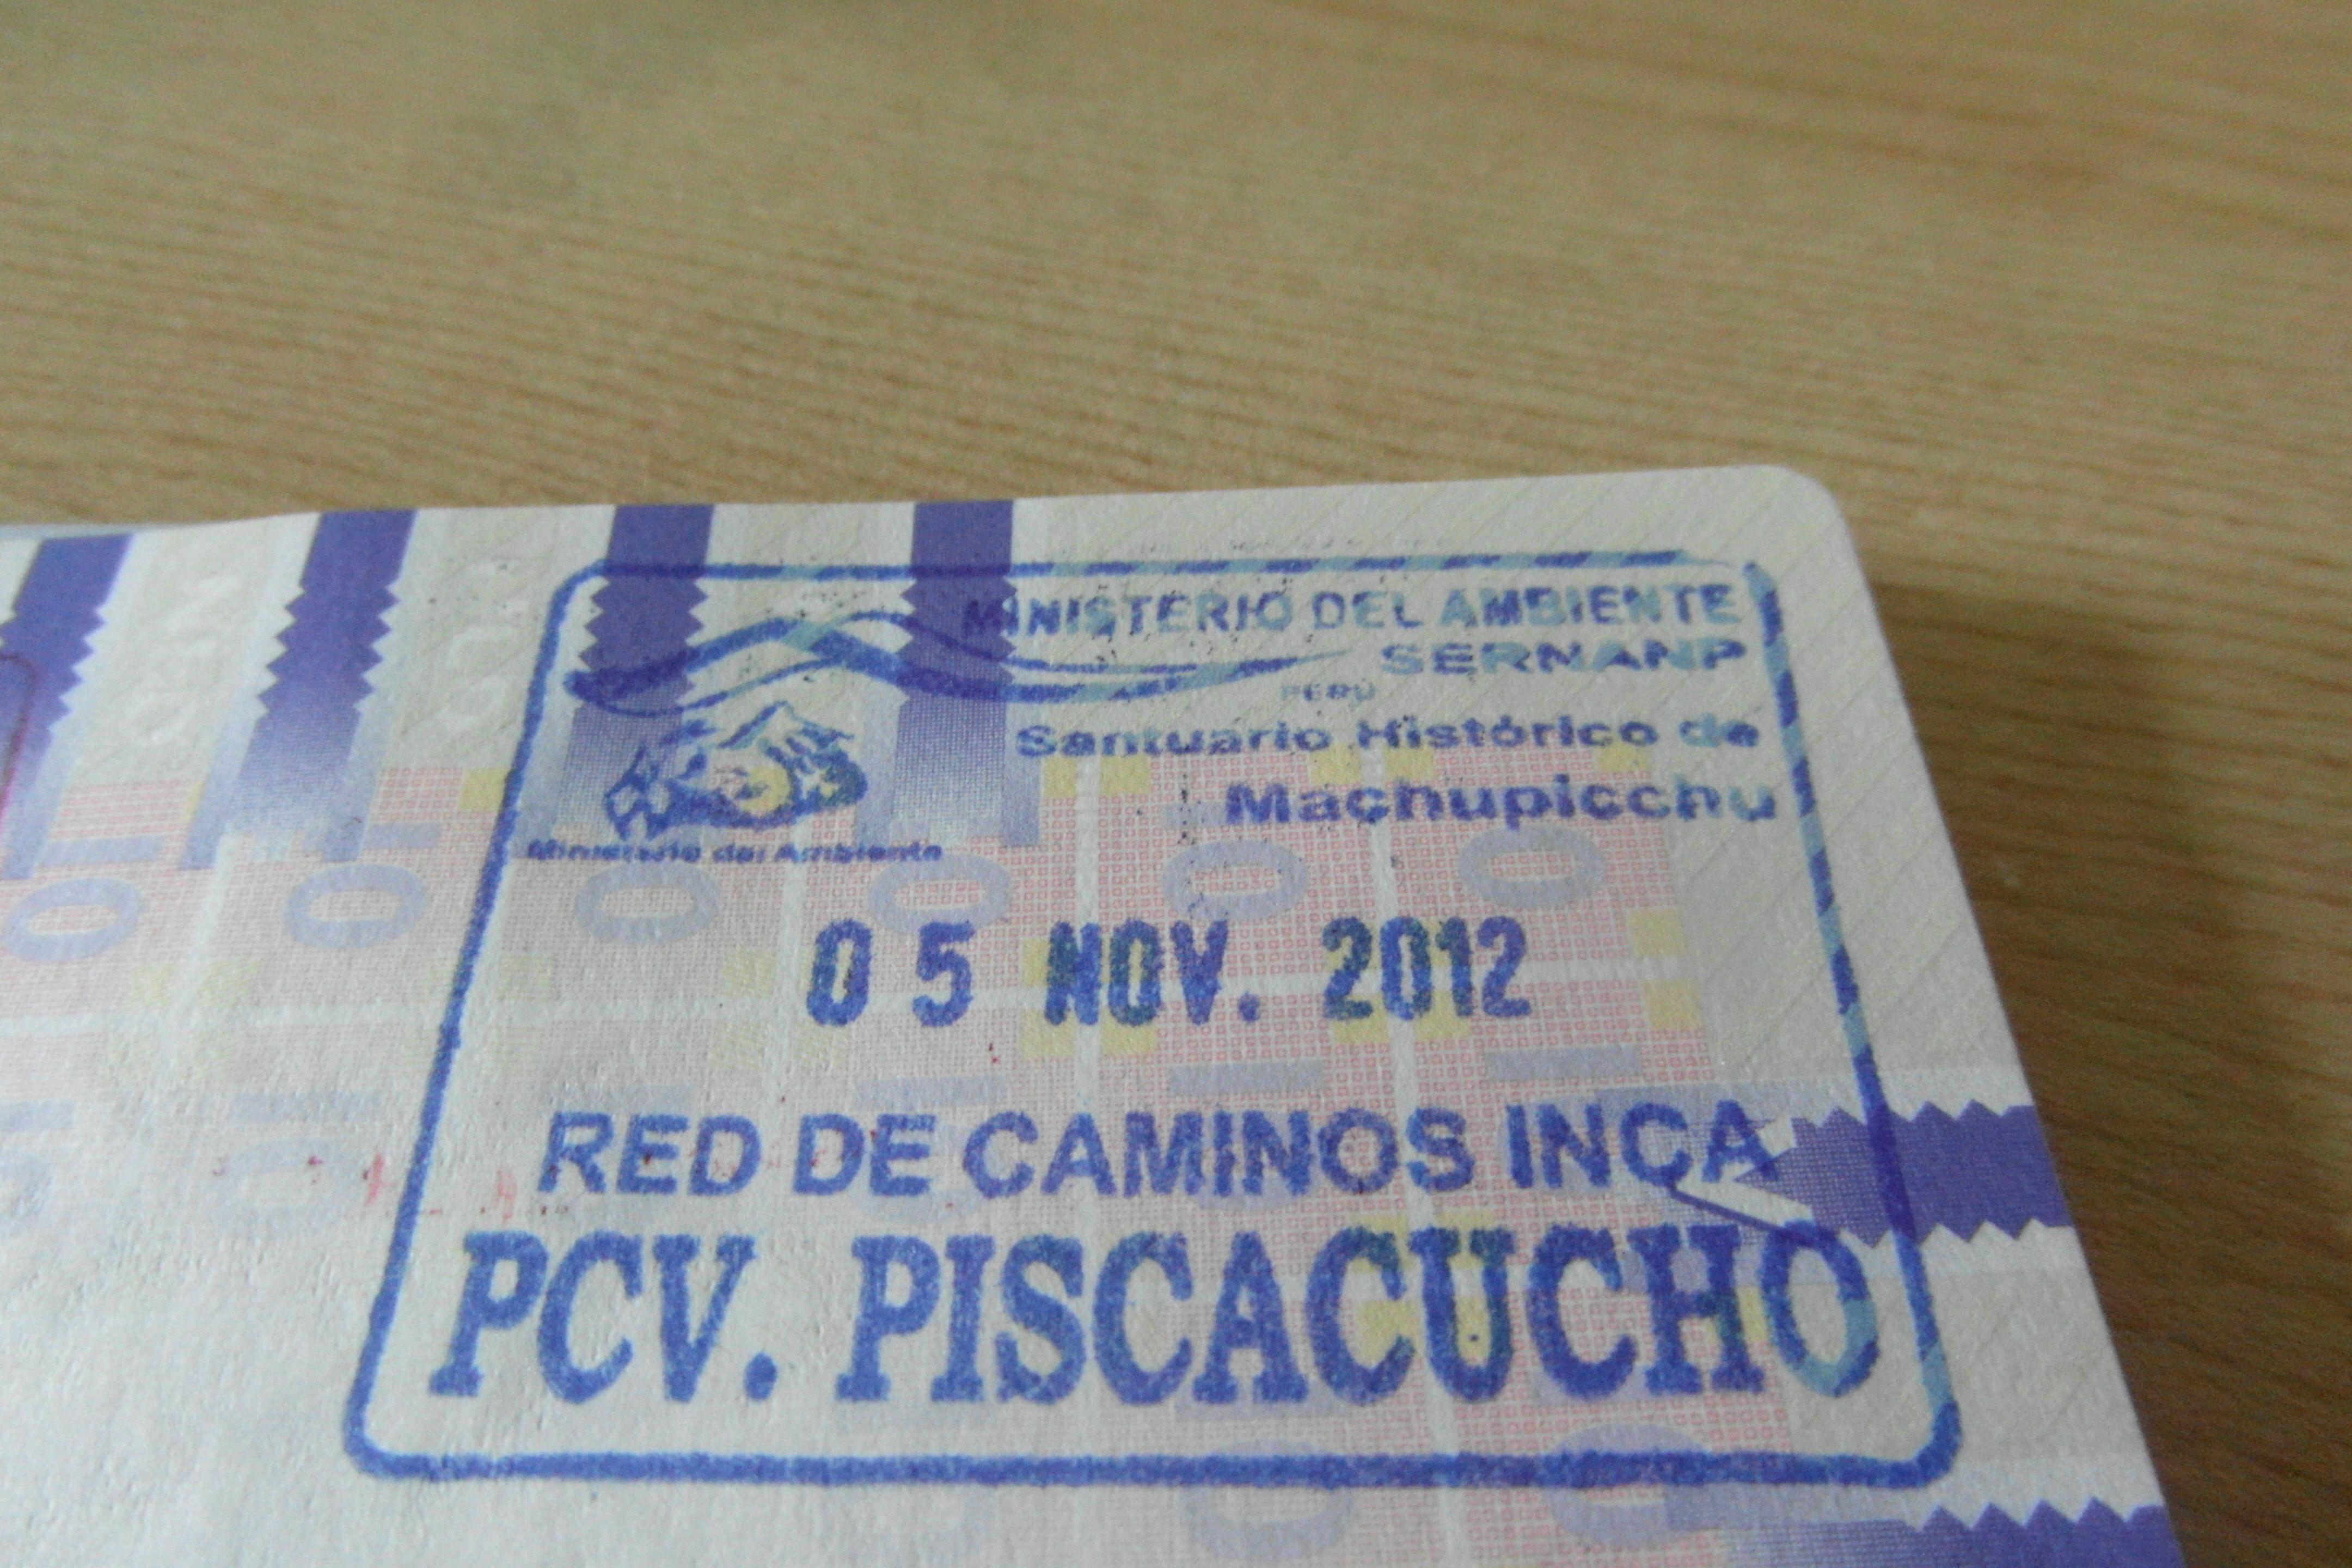 MINISTERIO DEL AMBIENTE
SERNANP
PERU
Santuario Histórico de
Machupicchu
Ministerio del Ambiente
05 NOV. 2012
RED DE CAMINOS INCA
PCV. PISCACUCHO